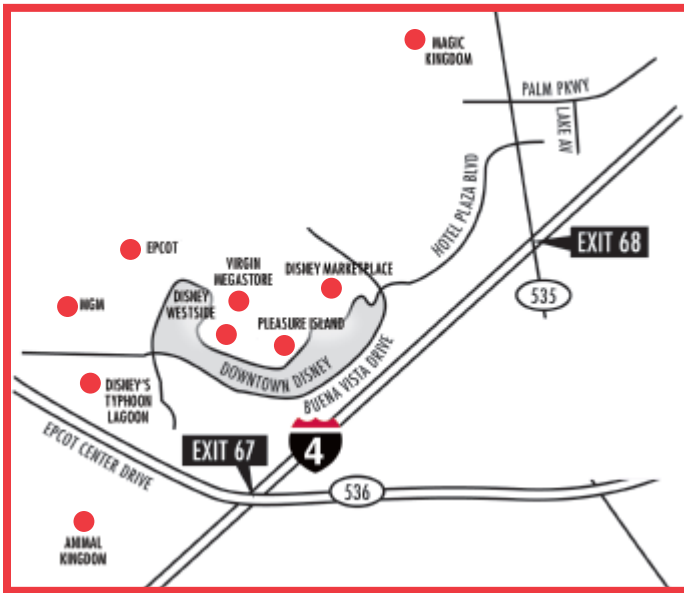 MAGIC
KINGDOM
PALM PKWY
LAKE AV
HOTEL PLAZA BLVD
EXIT 68
535
EPCOT
VIRGIN
MEGASTORE
DISNEY MARKETPLACE
MGM
DISNEY
WESTSIDE
PLEASURE ISLAND
DOWNTOWN DISNEY
BUENA VISTA DRIVE
DISNEY'S
TYPHOON
LAGOON
EPCOT CENTER DRIVE
EXIT 67
4
536
ANIMAL
KINGDOM